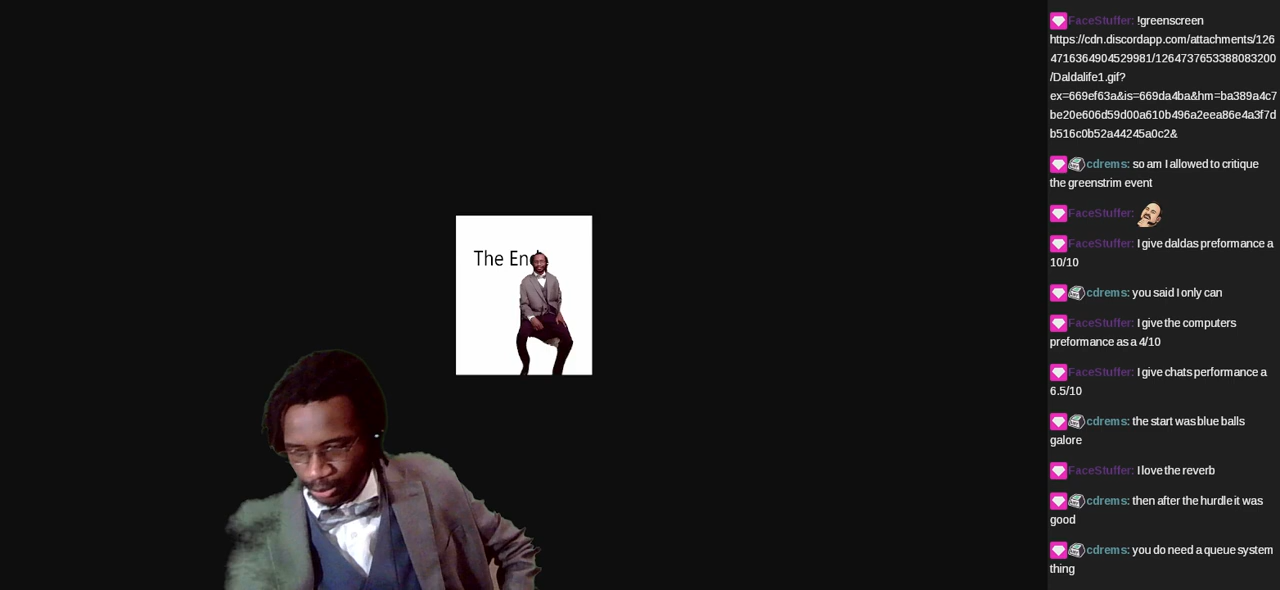 The End
FaceStuffer: !greenscreen
https://cdn.discordapp.com/attachments/126
4716364904529981/1264737653388083200
/Daldalife1.gif?
ex=669ef63a&is=669da4ba&hm=ba389a4c7
be20e606d59d00a610b496a2eea86e4a3f7d
b516c0b52a44245a0c2&
cdrems: so am I allowed to critique
the greenstrim event
FaceStuffer:
FaceStuffer: I give daldas preformance a
10/10
cdrems: you said I only can
FaceStuffer: I give the computers
preformance as a 4/10
FaceStuffer: I give chats performance a
6.5/10
cdrems: the start was blue balls
galore
FaceStuffer: I love the reverb
cdrems: then after the hurdle it was
good
cdrems: you do need a queue system
thing